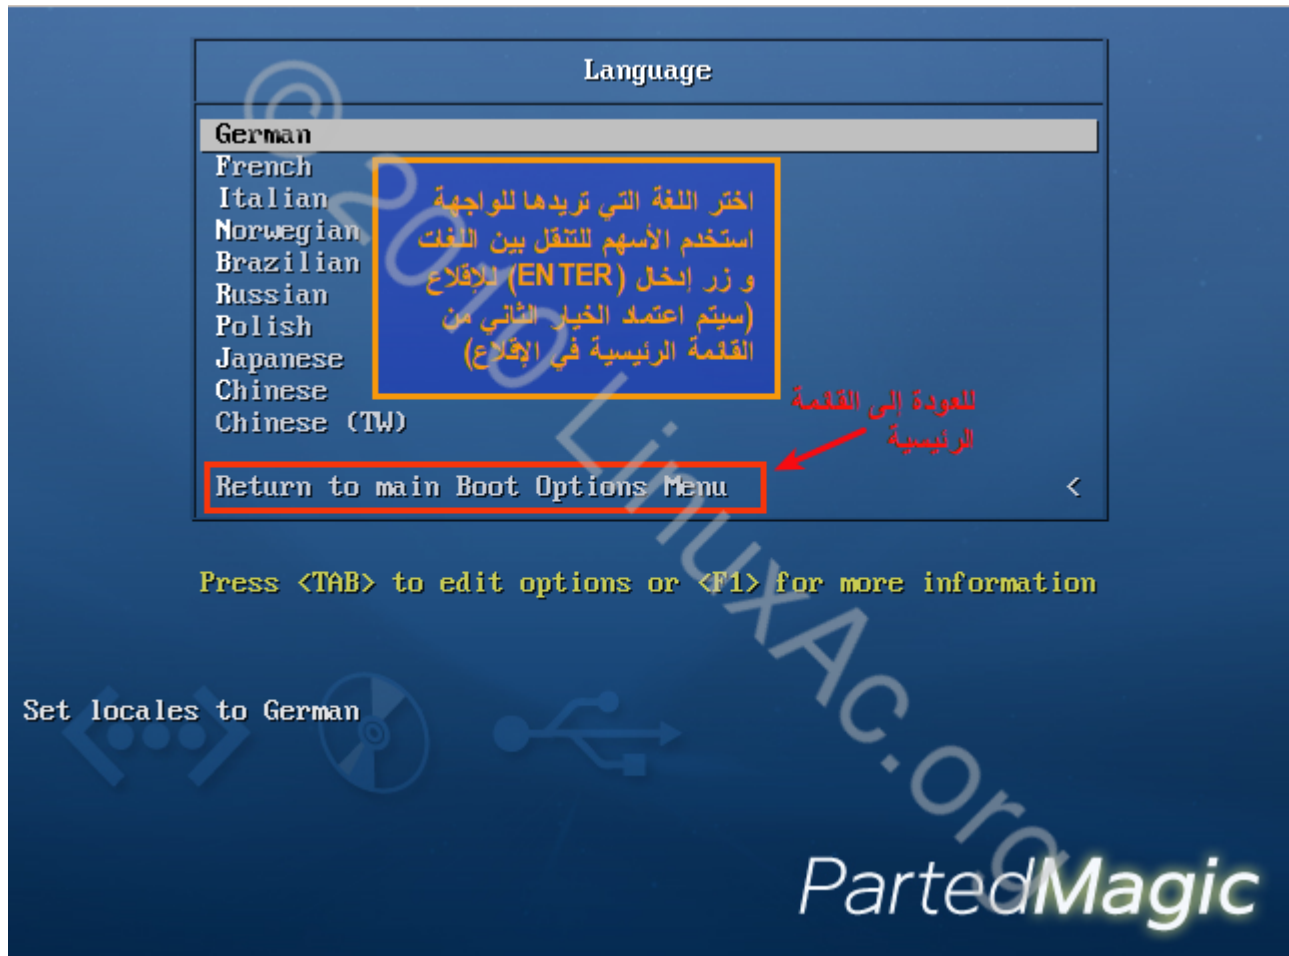 Language
German
French
Italian
Norwegian
Brazilian
Russian
Polish
Japanese
Chinese
Chinese (TW)
اختر اللغة التي تريدها للواجهة
استخدم الأسهم للتنقل بين اللغات
و زر إدخال (ENTER) للإقلاع
(سيتم اعتماد الخيار الثاني من
القائمة الرئيسية في الإقلاع)
للعودة إلى القائمة
الرئيسية
Return to main Boot Options Menu <
Press <TAB> to edit options or <F1> for more information
Set locales to German
© 2010 LinuxAc.org
PartedMagic